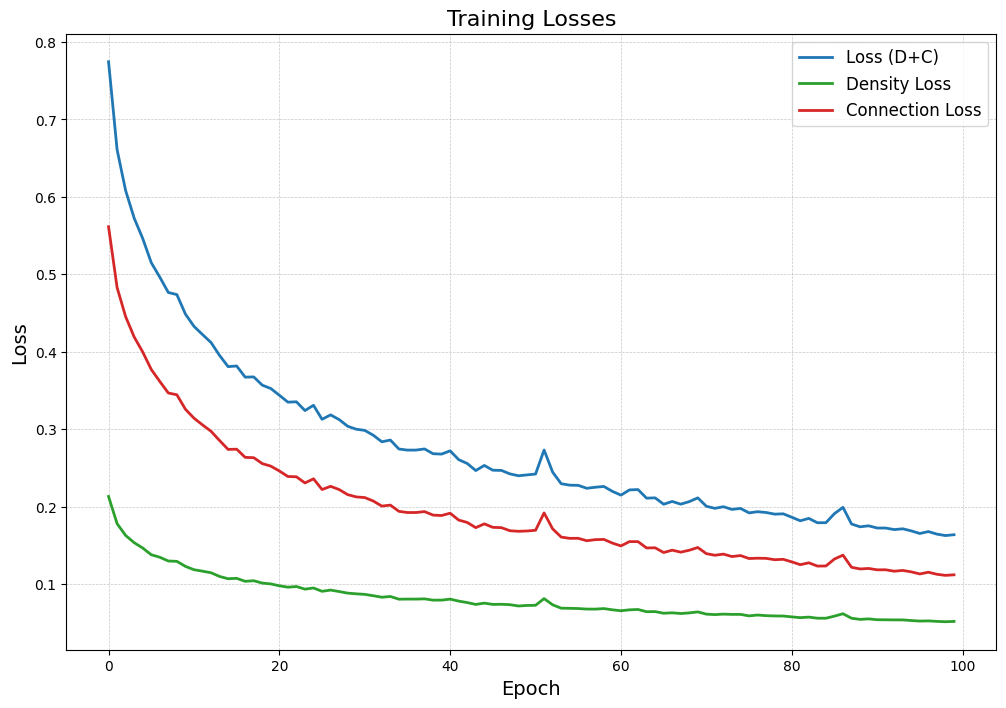 Training Losses
Loss (D+C)
Density Loss
Connection Loss
0.8
0.7
0.6
0.5
0.4
0.3
0.2
0.1
Loss
0 20 40 60 80 100
Epoch